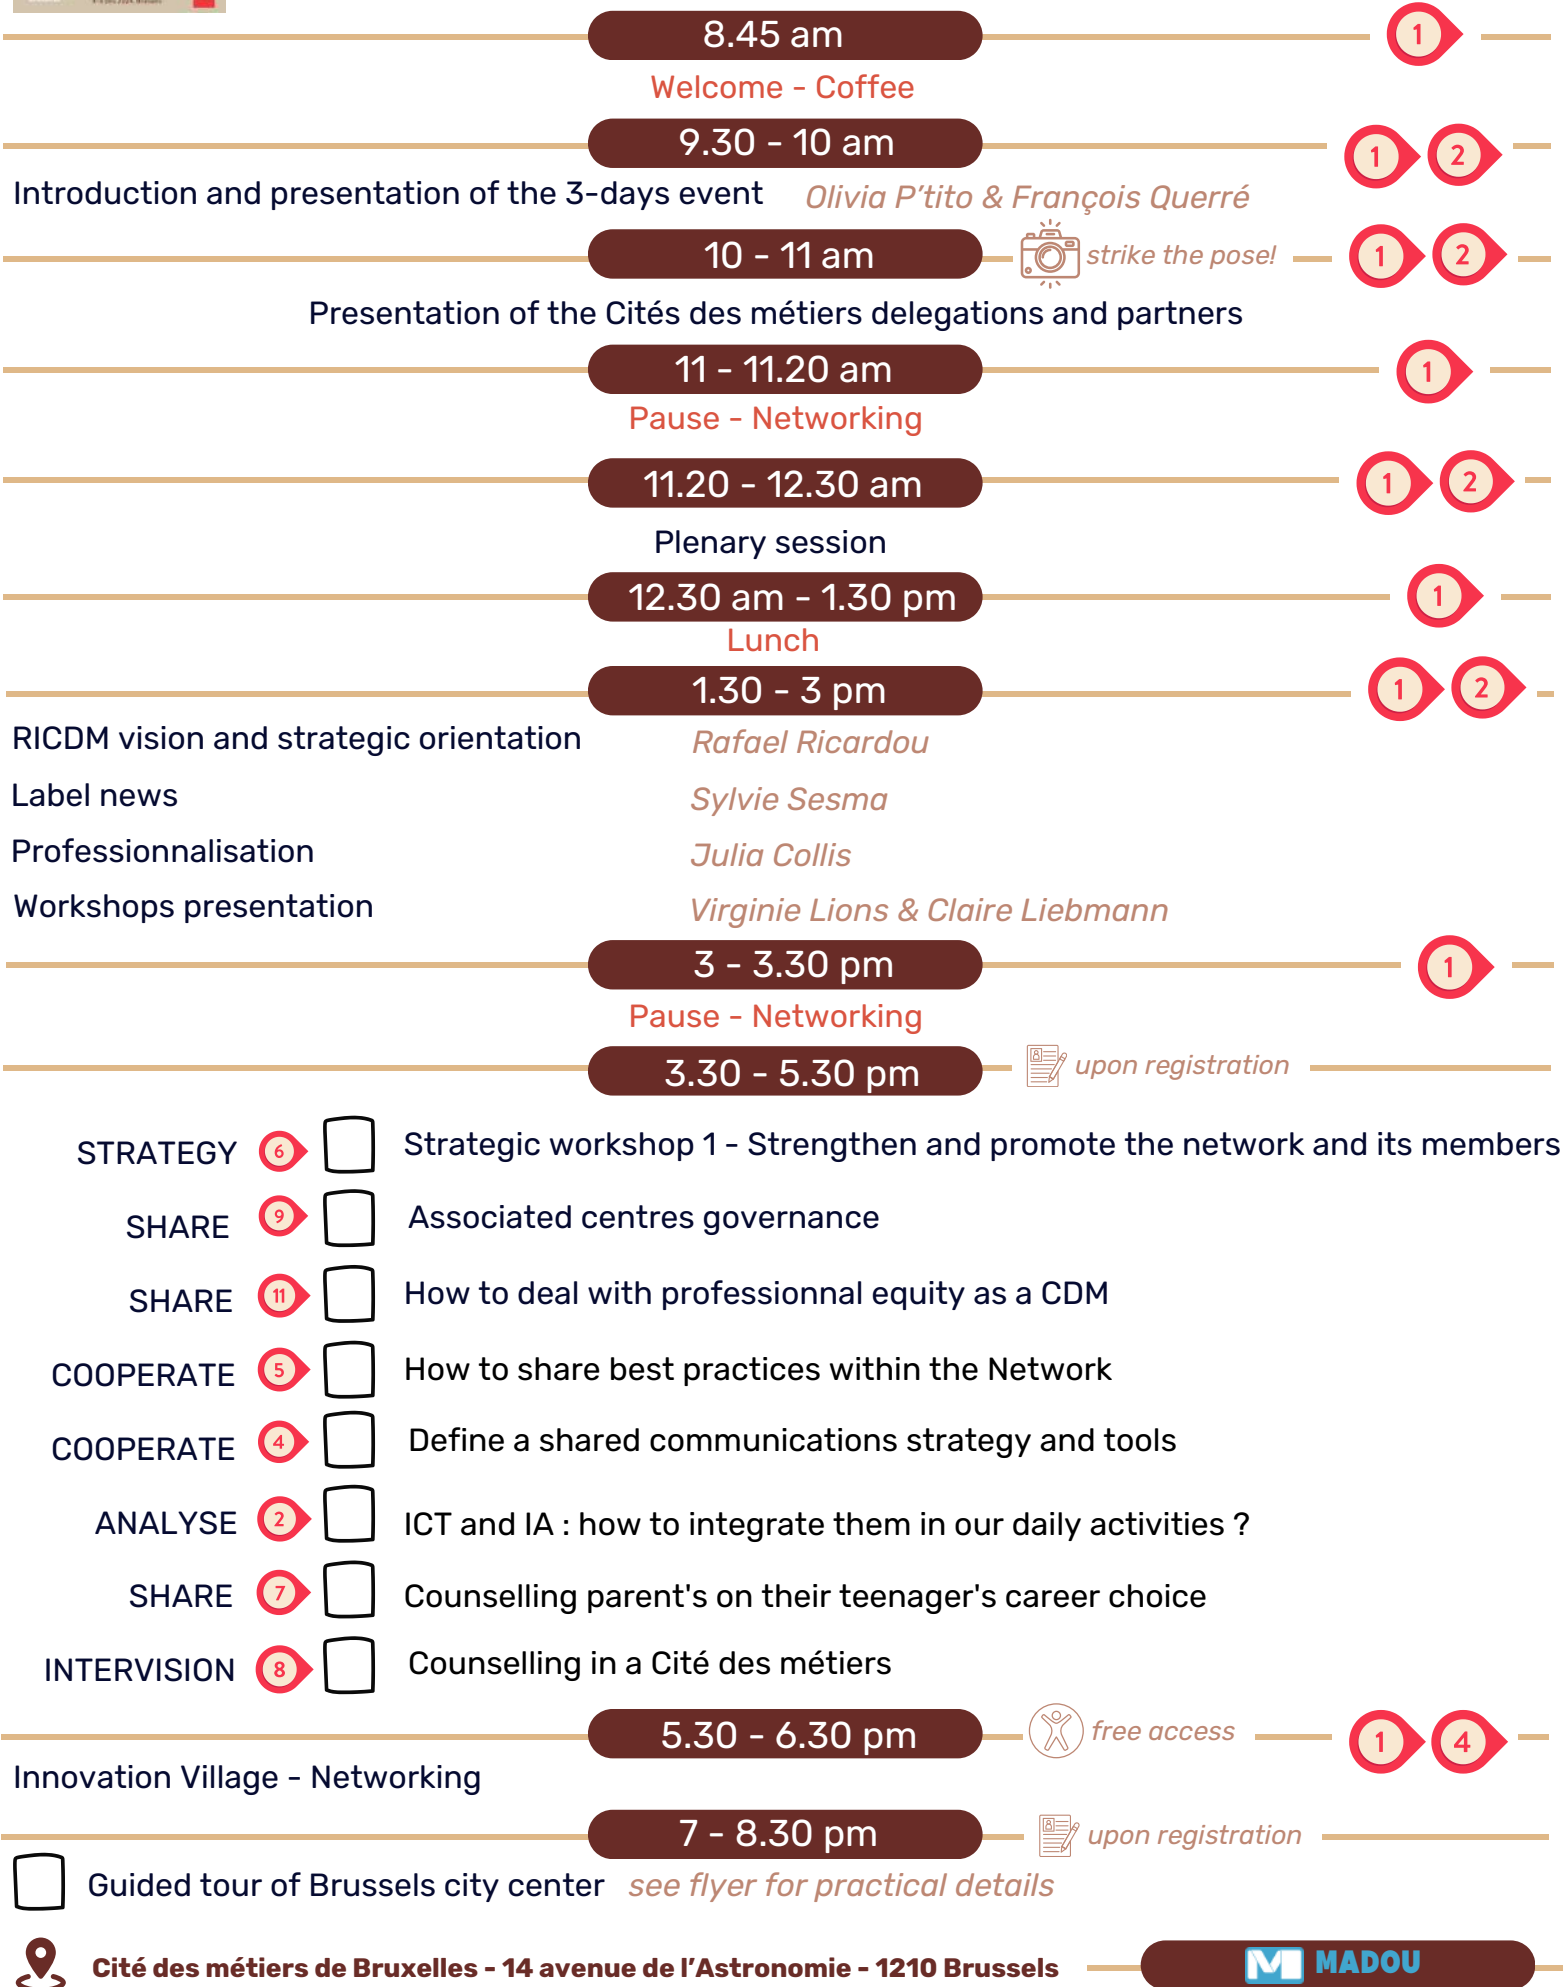 8.45 am
1
Welcome - Coffee
9.30 - 10 am
1 2
Introduction and presentation of the 3-days event Olivia P'tito & François Querré
10 - 11 am strike the pose! 1 2
Presentation of the Cités des métiers delegations and partners
11 - 11.20 am 1
Pause - Networking
11.20 - 12.30 am 1 2
Plenary session
12.30 am - 1.30 pm 1
Lunch
1.30 - 3 pm 1 2
RICDM vision and strategic orientation Rafael Ricardou
Label news Sylvie Sesma
Professionnalisation Julia Collis
Workshops presentation Virginie Lions & Claire Liebmann
3 - 3.30 pm 1
Pause - Networking
3.30 - 5.30 pm upon registration
STRATEGY 6 Strategic workshop 1 - Strengthen and promote the network and its members
SHARE 9 Associated centres governance
SHARE 11 How to deal with professionnal equity as a CDM
COOPERATE 5 How to share best practices within the Network
COOPERATE 4 Define a shared communications strategy and tools
ANALYSE 2 ICT and IA : how to integrate them in our daily activities ?
SHARE 7 Counselling parent's on their teenager's career choice
INTERVISION 8 Counselling in a Cité des métiers
5.30 - 6.30 pm free access 1 4
Innovation Village - Networking
7 - 8.30 pm upon registration
Guided tour of Brussels city center see flyer for practical details
Cité des métiers de Bruxelles - 14 avenue de l'Astronomie - 1210 Brussels M MADOU